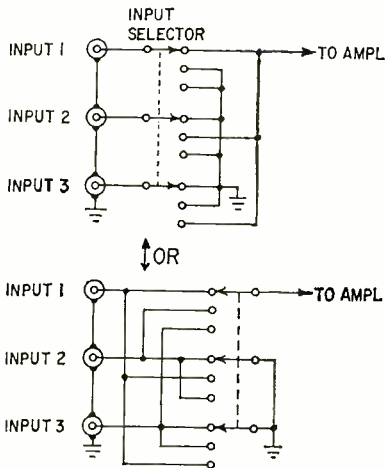 INPUT
SELECTOR
INPUT 1
TO AMPL
INPUT 2
INPUT 3
OR
INPUT 1
TO AMPL
INPUT 2
INPUT 3